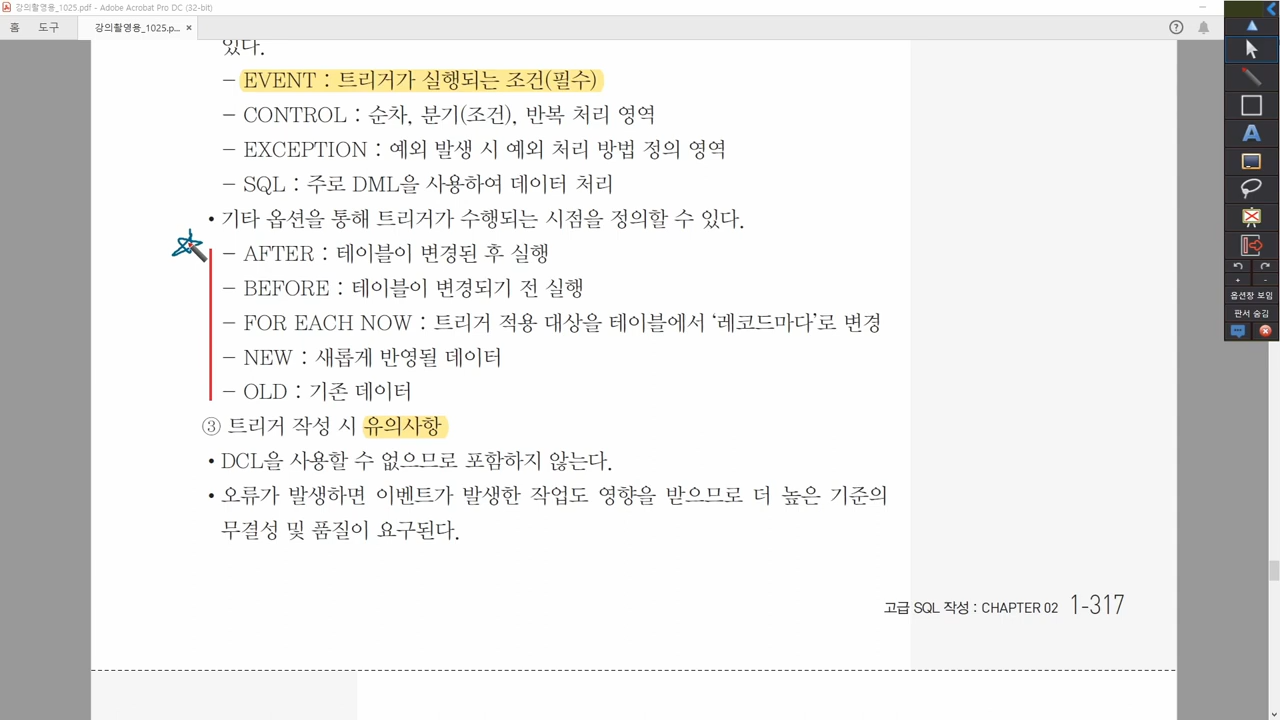 강의촬영용_1025.pdf - Adobe Acrobat Pro DC (32-bit)
홈 도구 강의촬영용_1025.p... ×
있다.
– EVENT : 트리거가 실행되는 조건(필수)
– CONTROL : 순차, 분기(조건), 반복 처리 영역
– EXCEPTION : 예외 발생 시 예외 처리 방법 정의 영역
– SQL : 주로 DML을 사용하여 데이터 처리
• 기타 옵션을 통해 트리거가 수행되는 시점을 정의할 수 있다.
– AFTER : 테이블이 변경된 후 실행
– BEFORE : 테이블이 변경되기 전 실행
– FOR EACH NOW : 트리거 적용 대상을 테이블에서 ‘레코드마다’로 변경
– NEW : 새롭게 반영될 데이터
– OLD : 기존 데이터
③ 트리거 작성 시 유의사항
• DCL을 사용할 수 없으므로 포함하지 않는다.
• 오류가 발생하면 이벤트가 발생한 작업도 영향을 받으므로 더 높은 기준의
무결성 및 품질이 요구된다.
고급 SQL 작성 : CHAPTER 02 1-317
A
옵션장 보임
판서 숨김